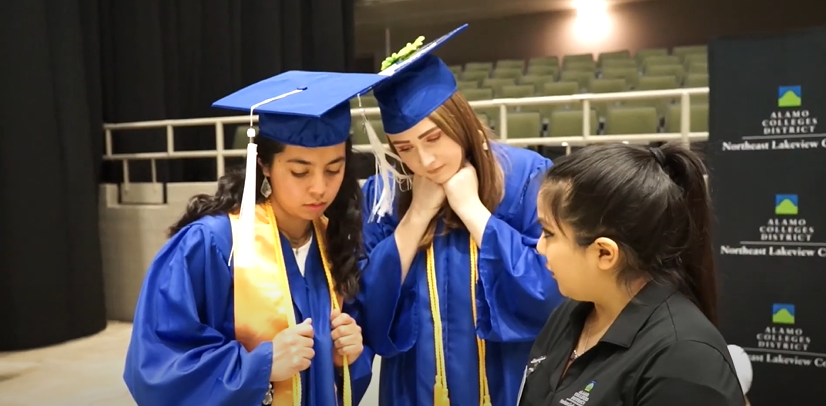 ALAMO
COLLEGES
DISTRICT
Northeast Lakeview
ALAMO
COLLEGES
DISTRICT
Northeast Lakeview C
ALAMO
COLLEGES
DISTRICT
Northeast Lakeview C